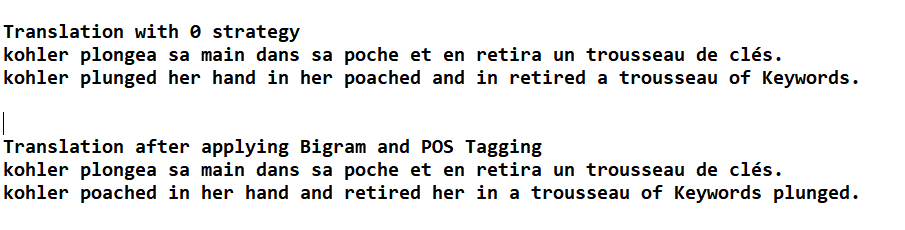 Translation with 0 strategy
kohler plongea sa main dans sa poche et en retira un trousseau de clés.
kohler plunged her hand in her poached and in retired a trousseau of Keywords.
Translation after applying Bigram and POS Tagging
kohler plongea sa main dans sa poche et en retira un trousseau de clés.
kohler poached in her hand and retired her in a trousseau of Keywords plunged.